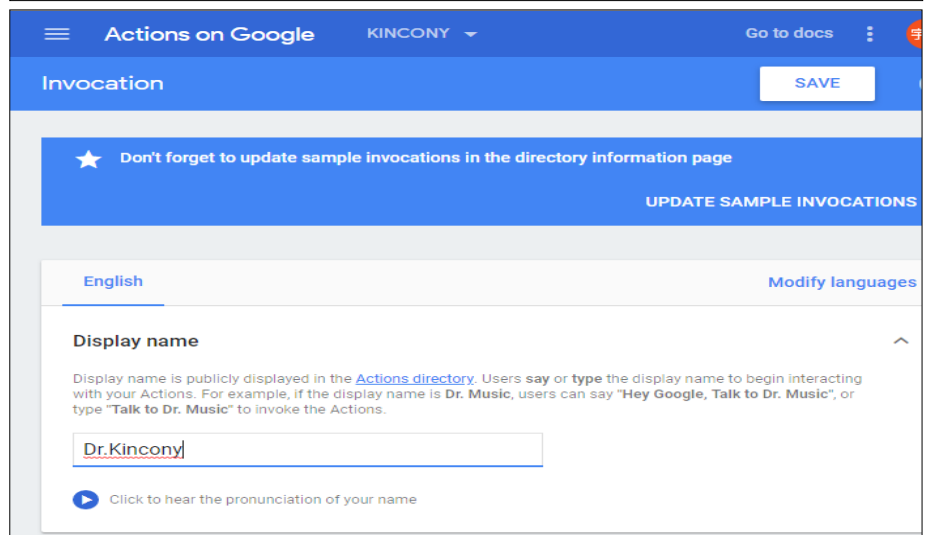 Actions on Google KINCONY Go to docs 宇
Invocation SAVE
Don't forget to update sample invocations in the directory information page
UPDATE SAMPLE INVOCATIONS
English Modify languages
Display name
Display name is publicly displayed in the Actions directory. Users say or type the display name to begin interacting
with your Actions. For example, if the display name is Dr. Music, users can say "Hey Google, Talk to Dr. Music", or
type "Talk to Dr. Music" to invoke the Actions.
Dr.Kincony
Click to hear the pronunciation of your name